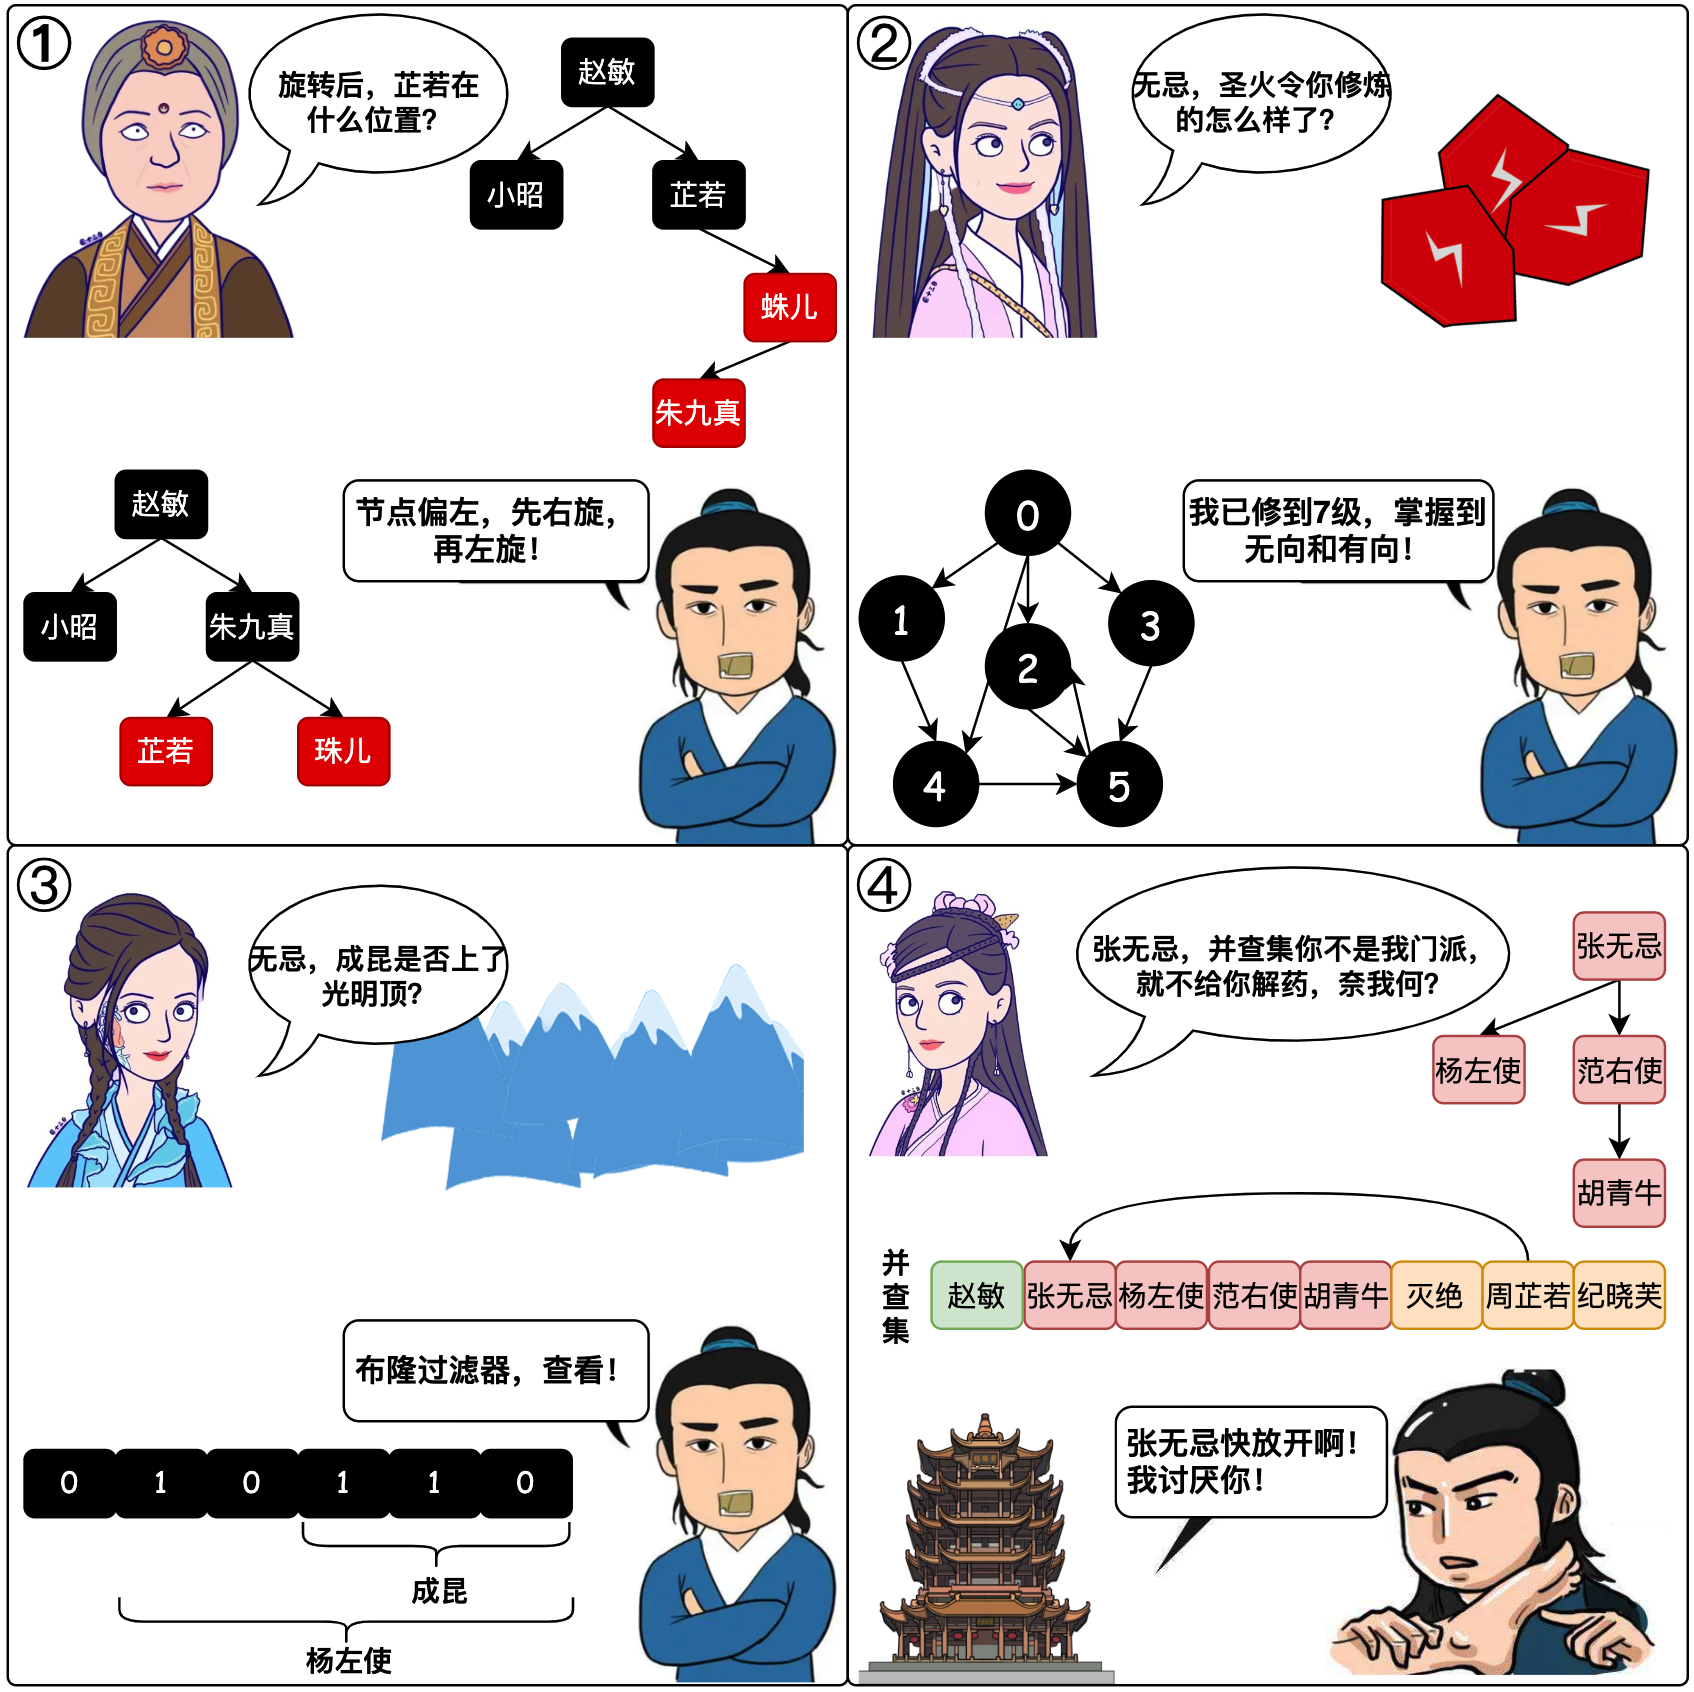 ①
旋转后，芷若在
什么位置？
赵敏
小昭
芷若
蛛儿
朱九真
赵敏
小昭
朱九真
芷若
珠儿
节点偏左，先右旋，
再左旋！
②
无忌，圣火令你修炼
的怎么样了？
0
1
2
3
4
5
我已修到7级，掌握到
无向和有向！
③
无忌，成昆是否上了
光明顶？
布隆过滤器，查看！
0 1 0 1 1 0
成昆
杨左使
④
张无忌，并查集你不是我门派，
就不给你解药，奈我何？
张无忌
杨左使
范右使
胡青牛
并查集
赵敏 张无忌 杨左使 范右使 胡青牛 灭绝 周芷若 纪晓芙
张无忌快放开啊！
我讨厌你！